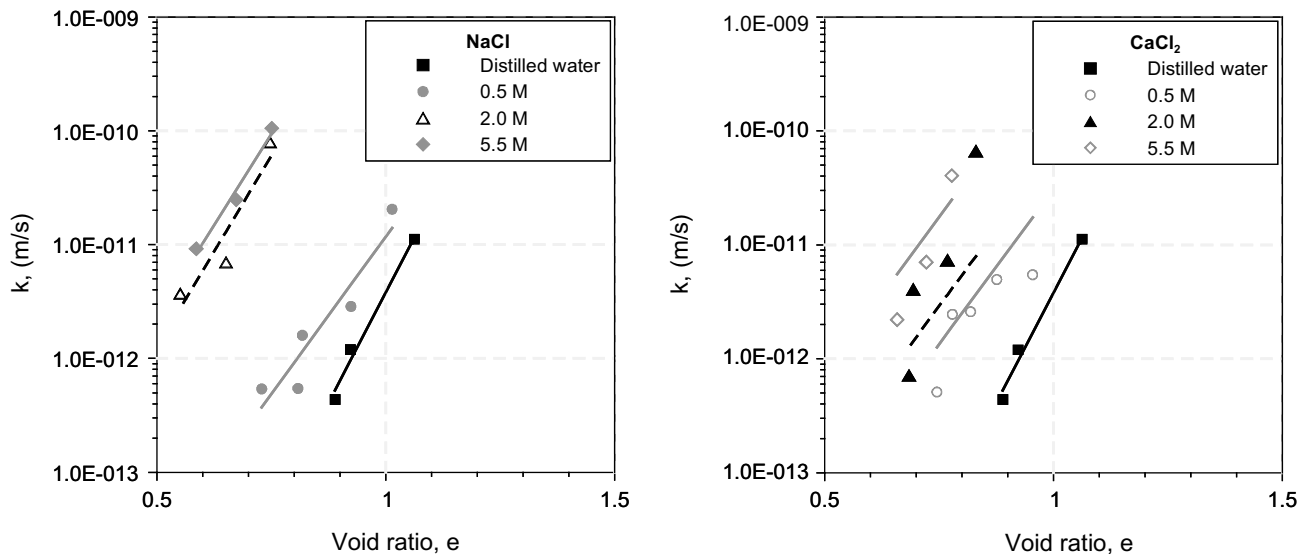 1.0E-009
1.0E-010
1.0E-011
1.0E-012
1.0E-013
k, (m/s)
NaCl
Distilled water
0.5 M
2.0 M
5.5 M
0.5
1
1.5
Void ratio, e
1.0E-009
1.0E-010
1.0E-011
1.0E-012
1.0E-013
k, (m/s)
CaCl₂
Distilled water
0.5 M
2.0 M
5.5 M
0.5
1
1.5
Void ratio, e